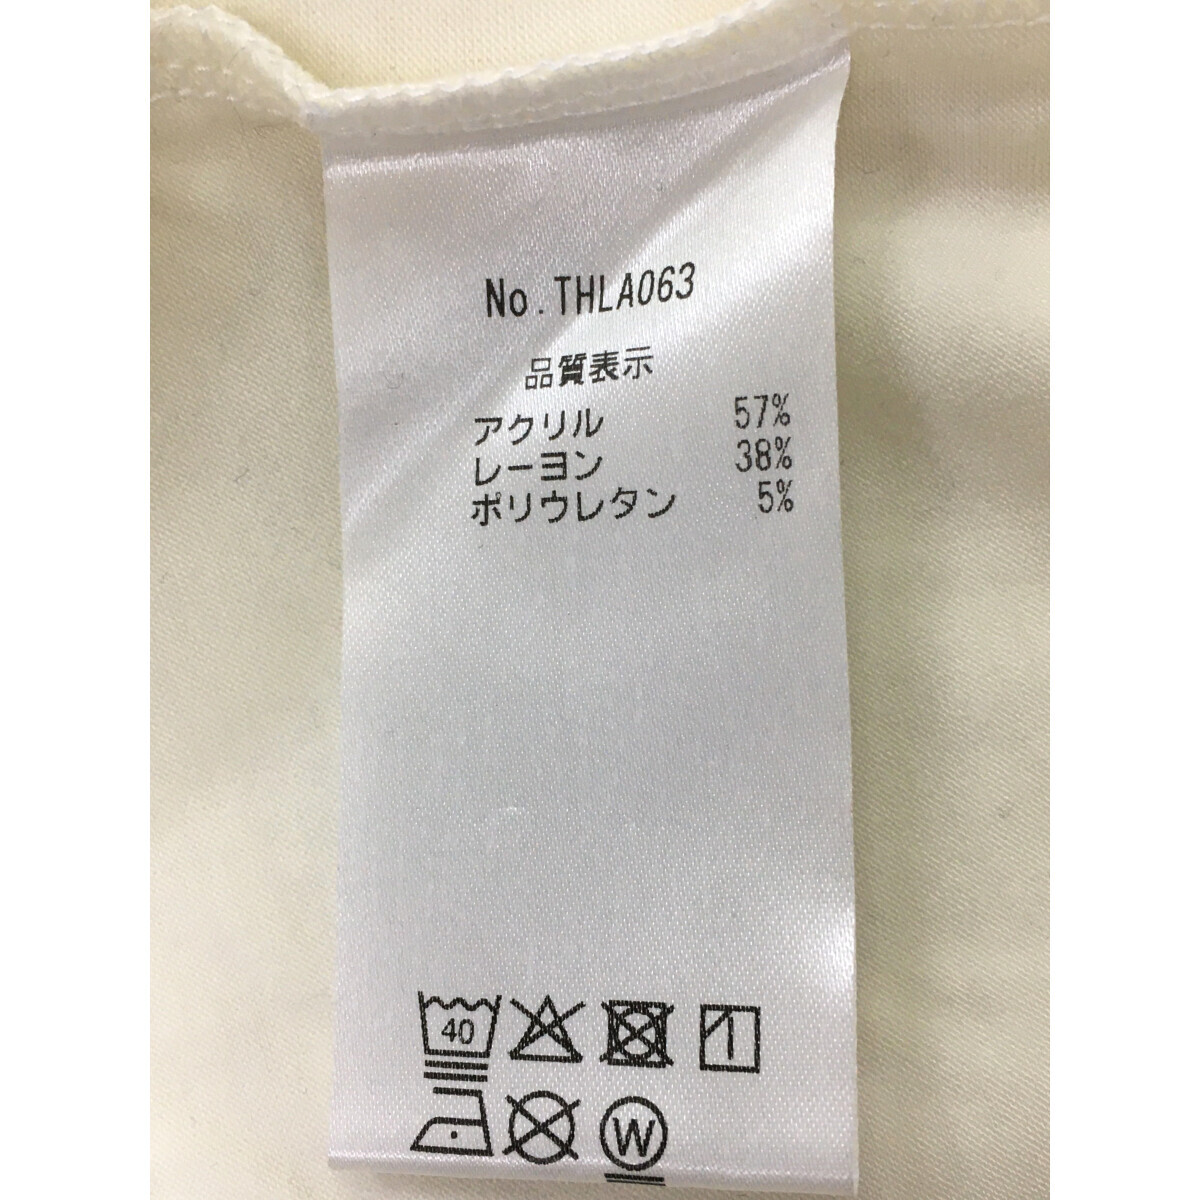 No.THLA063
品質表示
アクリル 57%
レーヨン 38%
ポリウレタン 5%
40
W